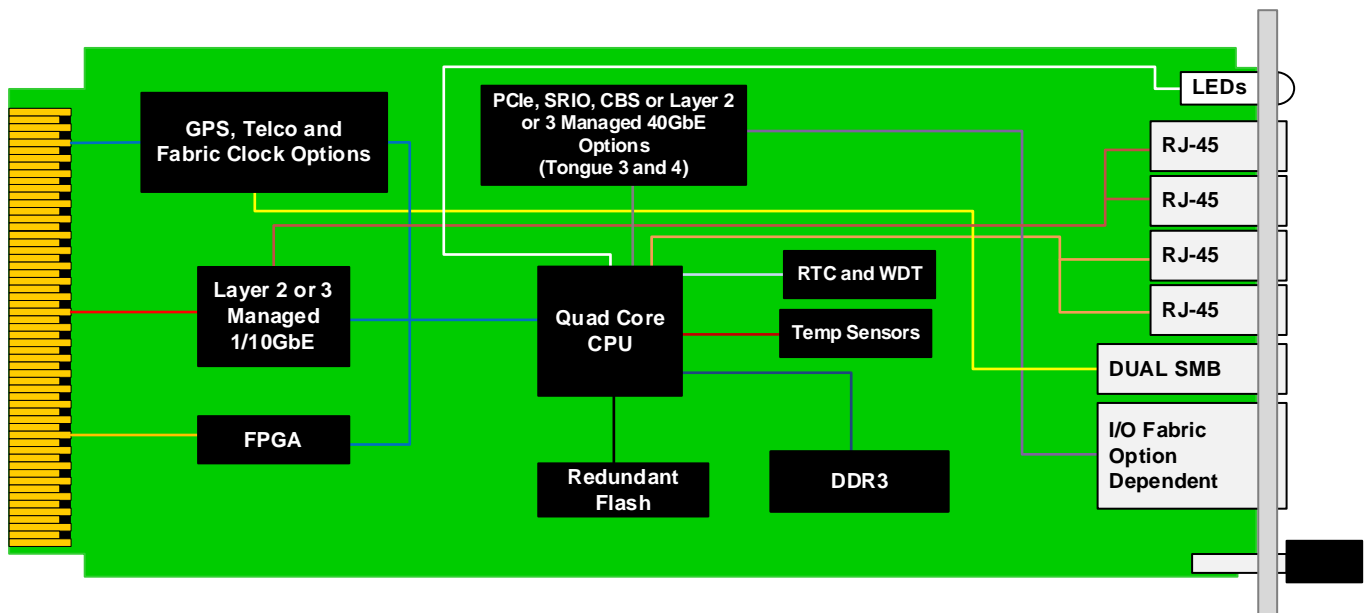 LEDs
PCIe, SRIO, CBS or Layer 2
or 3 Managed 40GbE
Options
(Tongue 3 and 4)
GPS, Telco and
Fabric Clock Options
RJ-45
RJ-45
RJ-45
RJ-45
RTC and WDT
Layer 2 or 3
Managed
1/10GbE
Quad Core
CPU
Temp Sensors
DUAL SMB
FPGA
I/O Fabric
Option
Dependent
Redundant
Flash
DDR3